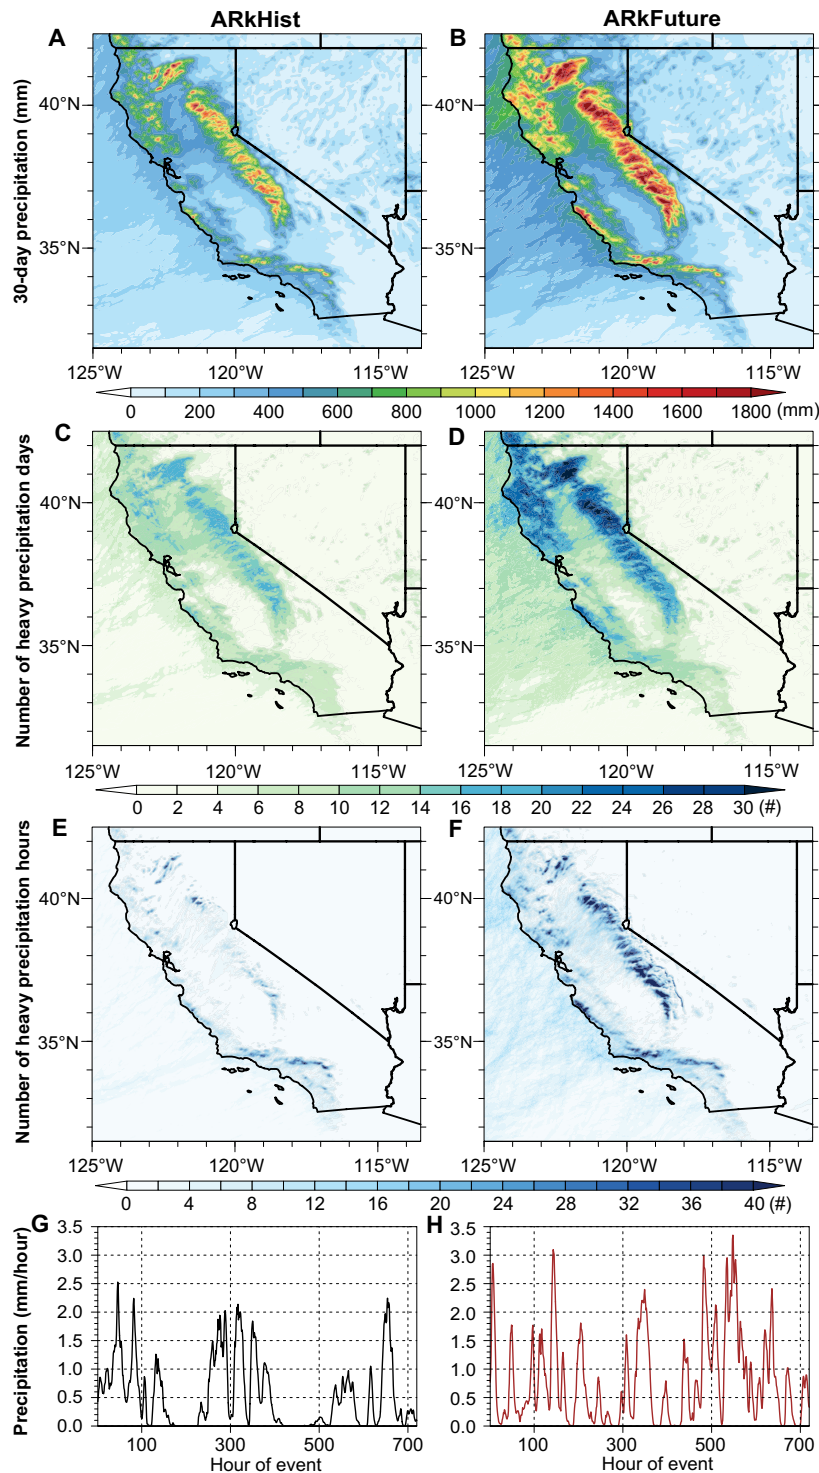 ARkHist ARkFuture
A B
30-day precipitation (mm)
40°N 40°N
35°N 35°N
125°W 120°W 115°W 125°W 120°W 115°W
0 200 400 600 800 1000 1200 1400 1600 1800 (mm)
C D
Number of heavy precipitation days
40°N 40°N
35°N 35°N
125°W 120°W 115°W 125°W 120°W 115°W
0 2 4 6 8 10 12 14 16 18 20 22 24 26 28 30 (#)
E F
Number of heavy precipitation hours
40°N 40°N
35°N 35°N
125°W 120°W 115°W 125°W 120°W 115°W
0 4 8 12 16 20 24 28 32 36 40 (#)
G H
Precipitation (mm/hour)
3.5 3.5
3.0 3.0
2.5 2.5
2.0 2.0
1.5 1.5
1.0 1.0
0.5 0.5
0.0 0.0
100 300 500 700 100 300 500 700
Hour of event Hour of event